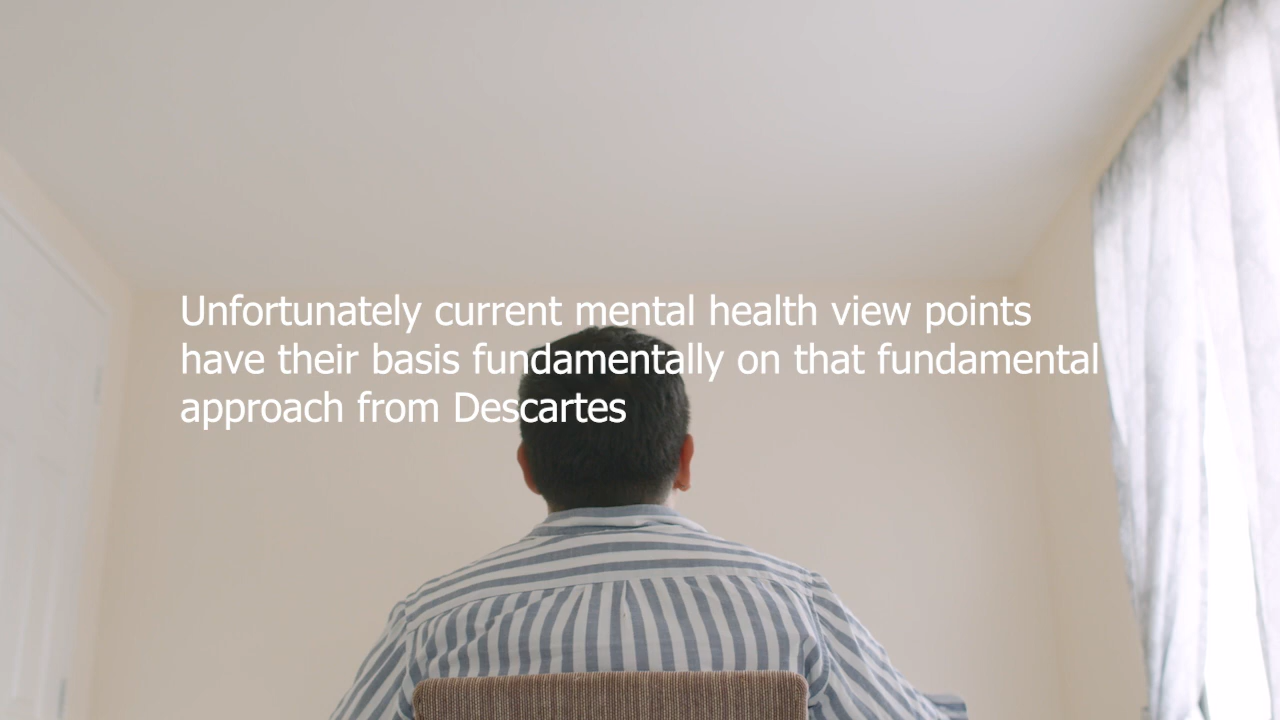 Unfortunately current mental health view points
have their basis fundamentally on that fundamental
approach from Descartes